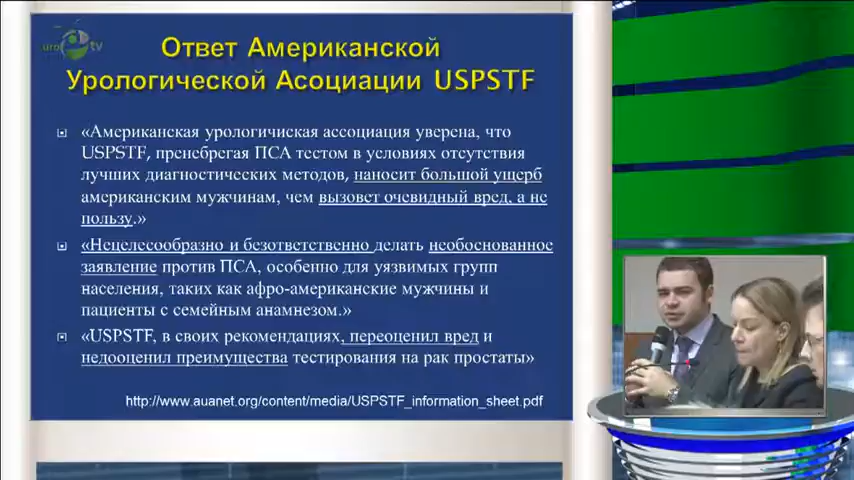 uro tv
Ответ Американской
Урологической Асоциации USPSTF
«Американская урологичиская ассоциация уверена, что
USPSTF, пренебрегая ПСА тестом в условиях отсутствия
лучших диагностических методов, наносит большой ущерб
американским мужчинам, чем вызовет очевидный вред, а не
пользу.»
«Нецелесообразно и безответственно делать необоснованное
заявление против ПСА, особенно для уязвимых групп
населения, таких как афро-американские мужчины и
пациенты с семейным анамнезом.»
«USPSTF, в своих рекомендациях, переоценил вред и
недооценил преимущества тестирования на рак простаты»
http://www.auanet.org/content/media/USPSTF_information_sheet.pdf